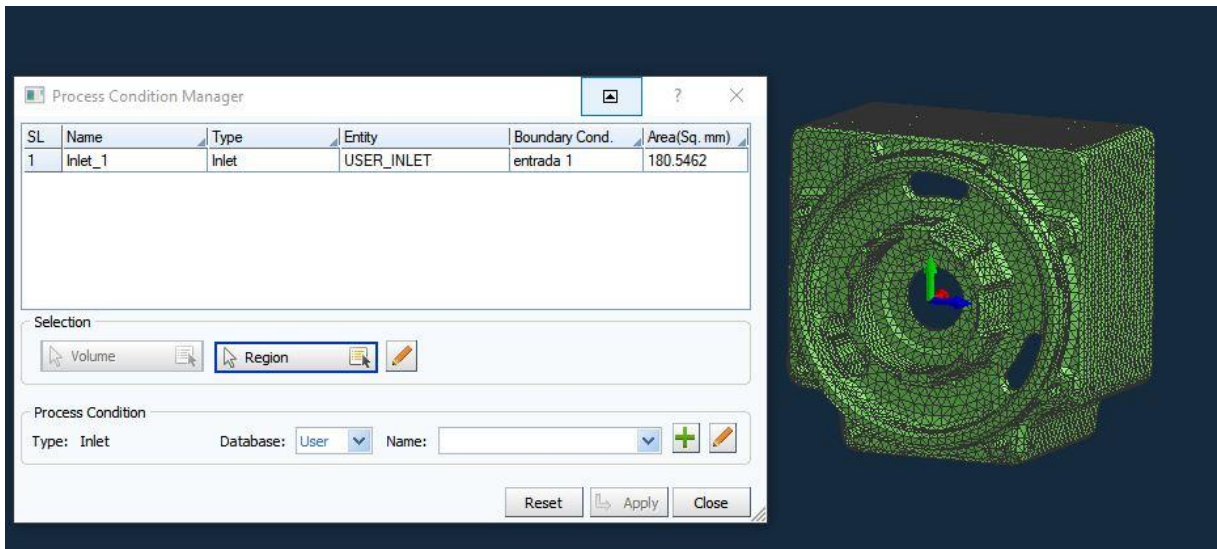 Process Condition Manager ?
SL Name Type Entity Boundary Cond. Area(Sq. mm)
1 Inlet_1 Inlet USER_INLET entrada 1 180.5462
Selection
Volume Region
Process Condition
Type: Inlet Database: User Name:
Reset Apply Close